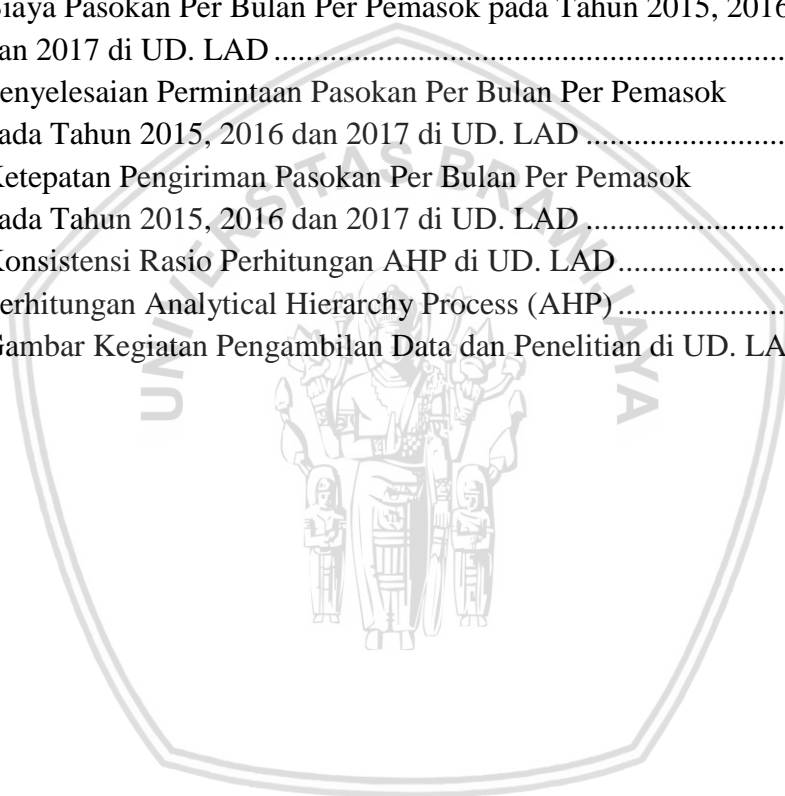 Biaya Pasokan Per Bulan Per Pemasok pada Tahun 2015, 2016
dan 2017 di UD. LAD ....................................................
Penyelesaian Permintaan Pasokan Per Bulan Per Pemasok
pada Tahun 2015, 2016 dan 2017 di UD. LAD .....................
Ketepatan Pengiriman Pasokan Per Bulan Per Pemasok
pada Tahun 2015, 2016 dan 2017 di UD. LAD .....................
Konsistensi Rasio Perhitungan AHP di UD. LAD.................
Perhitungan Analytical Hierarchy Process (AHP) .................
Gambar Kegiatan Pengambilan Data dan Penelitian di UD. LA
UNIVERSITAS BRAWIJAYA